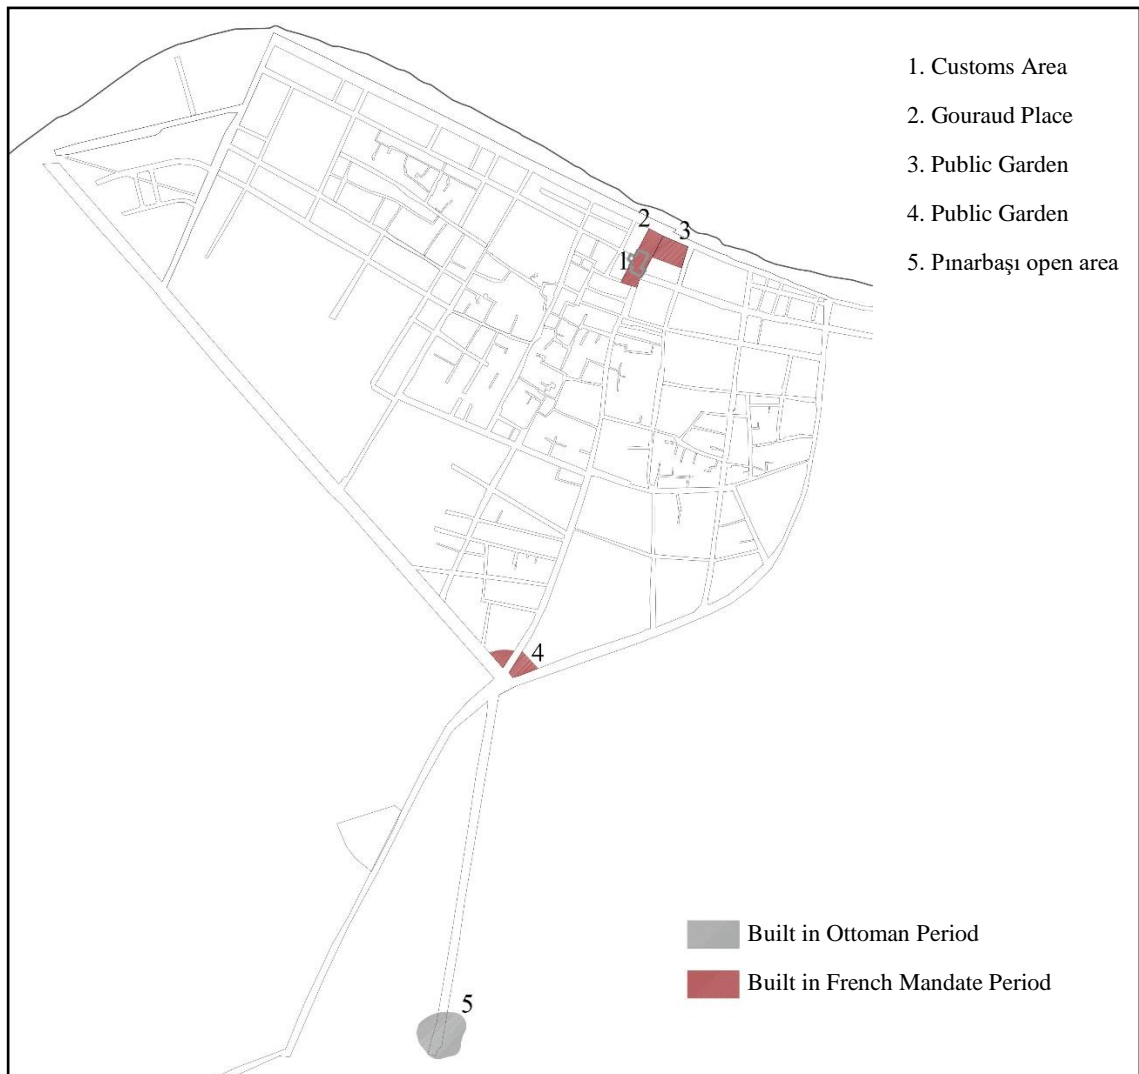 1. Customs Area
2. Gouraud Place
3. Public Garden
4. Public Garden
5. Pınarbaşı open area
2
3
1
4
5
Built in Ottoman Period
Built in French Mandate Period